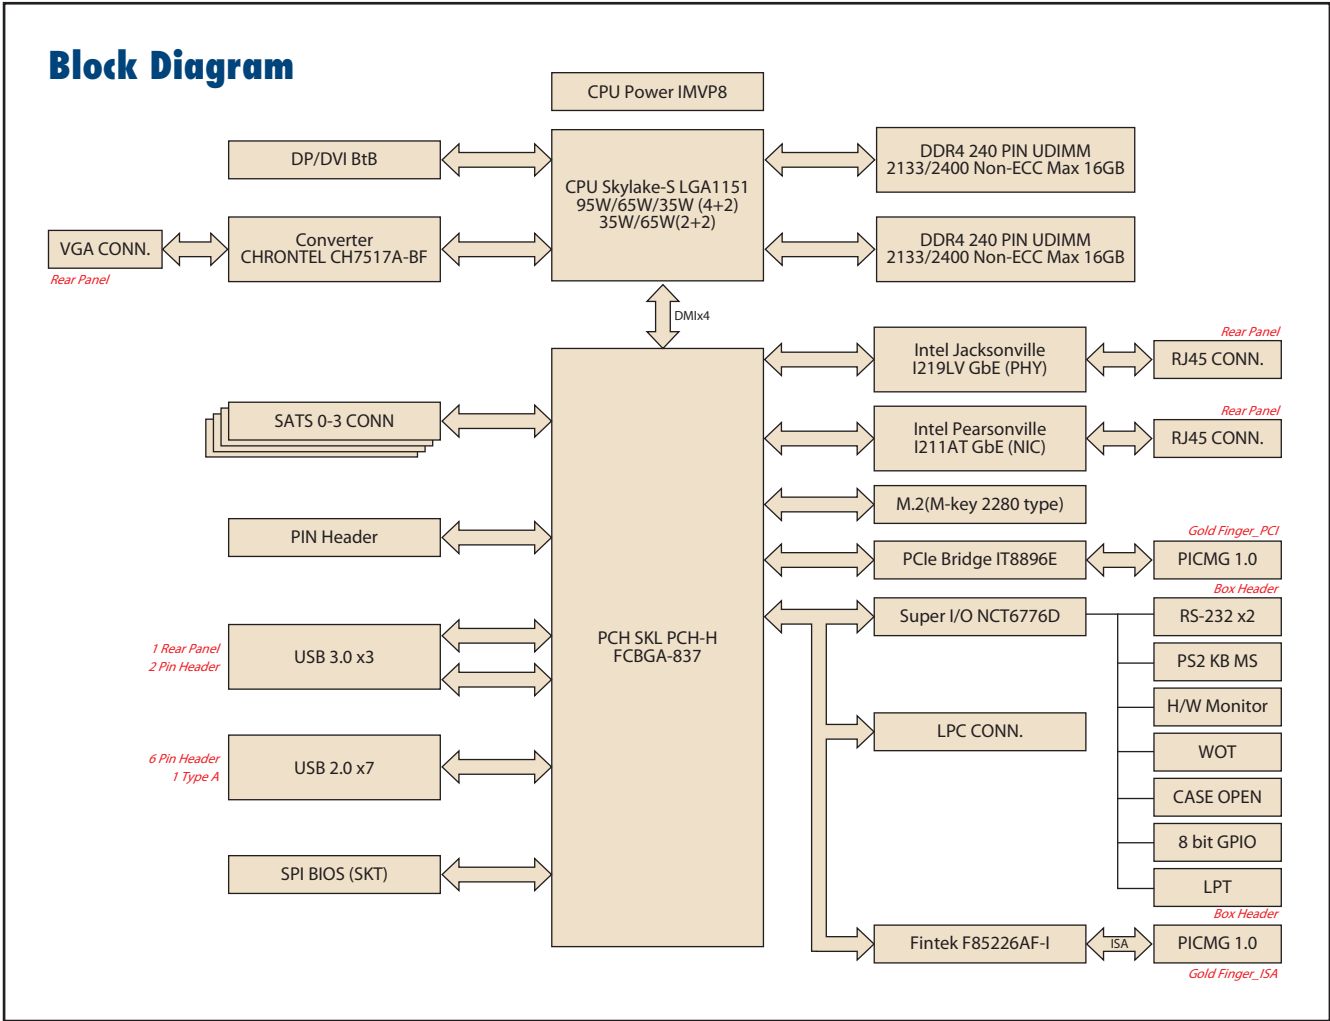 Block Diagram
CPU Power IMVP8
DP/DVI BtB
CPU Skylake-S LGA1151
95W/65W/35W (4+2)
35W/65W(2+2)
DDR4 240 PIN UDIMM
2133/2400 Non-ECC Max 16GB
VGA CONN.
Rear Panel
Converter
CHRONTEL CH7517A-BF
DDR4 240 PIN UDIMM
2133/2400 Non-ECC Max 16GB
DMIx4
Intel Jacksonville
I219LV GbE (PHY)
Rear Panel
RJ45 CONN.
SATS 0-3 CONN
Intel Pearsonville
I211AT GbE (NIC)
Rear Panel
RJ45 CONN.
M.2(M-key 2280 type)
PIN Header
PCIe Bridge IT8896E
Gold Finger_PCI
PICMG 1.0
Box Header
Super I/O NCT6776D
RS-232 x2
PCH SKL PCH-H
FCBGA-837
1 Rear Panel
2 Pin Header
USB 3.0 x3
PS2 KB MS
H/W Monitor
LPC CONN.
WOT
6 Pin Header
1 Type A
USB 2.0 x7
CASE OPEN
8 bit GPIO
SPI BIOS (SKT)
LPT
Box Header
Fintek F85226AF-I
ISA
PICMG 1.0
Gold Finger_ISA